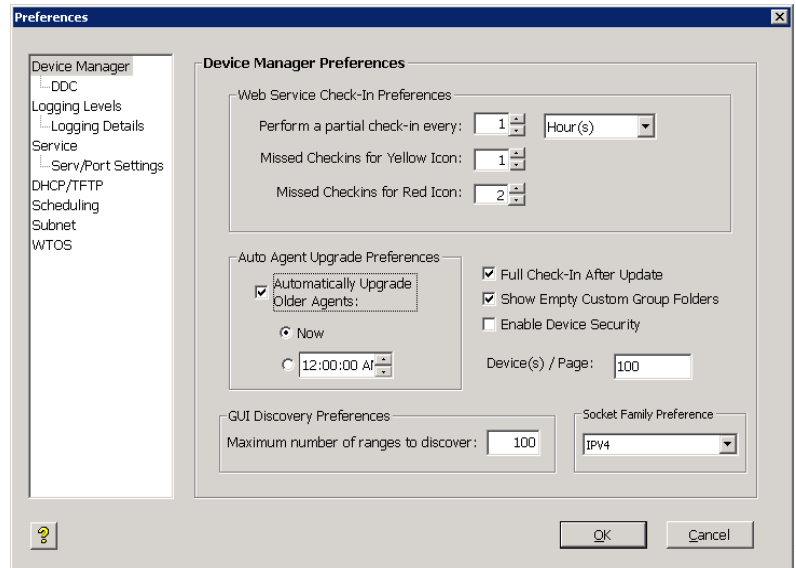 Preferences
Device Manager
DDC
Logging Levels
Logging Details
Service
Serv/Port Settings
DHCP/TFTP
Scheduling
Subnet
WTOS
Device Manager Preferences
Web Service Check-In Preferences
Perform a partial check-in every: 1 Hour(s)
Missed Checkins for Yellow Icon: 1
Missed Checkins for Red Icon: 2
Auto Agent Upgrade Preferences
Automatically Upgrade
Older Agents:
Now
12:00:00 AM
Full Check-In After Update
Show Empty Custom Group Folders
Enable Device Security
Device(s) / Page: 100
GUI Discovery Preferences
Maximum number of ranges to discover: 100
Socket Family Preference
IPV4
?
OK
Cancel